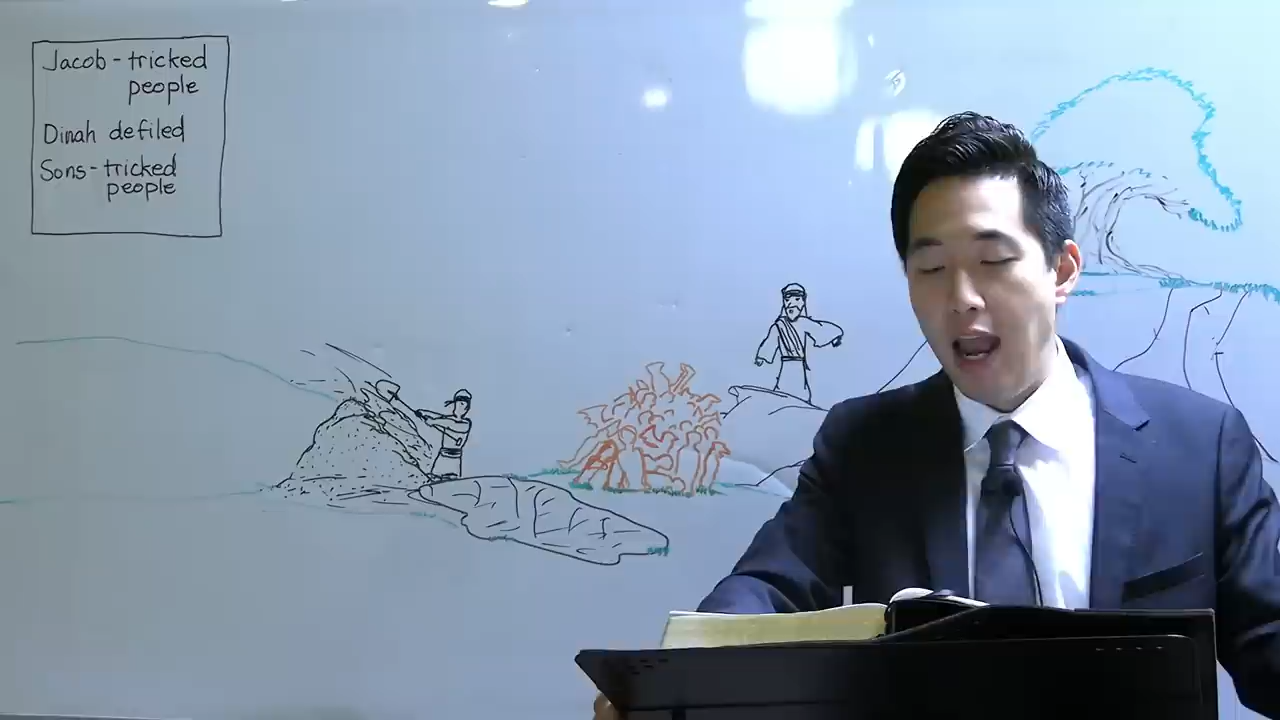 Jacob - tricked
people
Dinah defiled
Sons - tricked
people